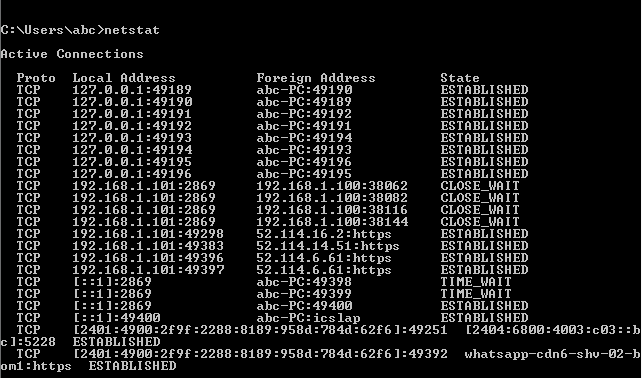 C:\Users\abc>netstat
Active Connections
Proto Local Address Foreign Address State
TCP 127.0.0.1:49189 abc-PC:49190 ESTABLISHED
TCP 127.0.0.1:49190 abc-PC:49189 ESTABLISHED
TCP 127.0.0.1:49191 abc-PC:49192 ESTABLISHED
TCP 127.0.0.1:49192 abc-PC:49191 ESTABLISHED
TCP 127.0.0.1:49193 abc-PC:49194 ESTABLISHED
TCP 127.0.0.1:49194 abc-PC:49193 ESTABLISHED
TCP 127.0.0.1:49195 abc-PC:49196 ESTABLISHED
TCP 127.0.0.1:49196 abc-PC:49195 ESTABLISHED
TCP 192.168.1.101:2869 192.168.1.100:38062 CLOSE_WAIT
TCP 192.168.1.101:2869 192.168.1.100:38082 CLOSE_WAIT
TCP 192.168.1.101:2869 192.168.1.100:38116 CLOSE_WAIT
TCP 192.168.1.101:2869 192.168.1.100:38144 CLOSE_WAIT
TCP 192.168.1.101:49298 52.114.16.2:https ESTABLISHED
TCP 192.168.1.101:49383 52.114.14.51:https ESTABLISHED
TCP 192.168.1.101:49396 52.114.6.61:https ESTABLISHED
TCP 192.168.1.101:49397 52.114.6.61:https ESTABLISHED
TCP [::1]:2869 abc-PC:49398 TIME_WAIT
TCP [::1]:2869 abc-PC:49399 TIME_WAIT
TCP [::1]:2869 abc-PC:49400 ESTABLISHED
TCP [::1]:49400 abc-PC:icslap ESTABLISHED
TCP [2401:4900:2f9f:2288:8189:958d:784d:62f6]:49251 [2404:6800:4003:c03::b
c]:5228 ESTABLISHED
TCP [2401:4900:2f9f:2288:8189:958d:784d:62f6]:49392 whatsapp-cdn6-shv-02-b
om1:https ESTABLISHED